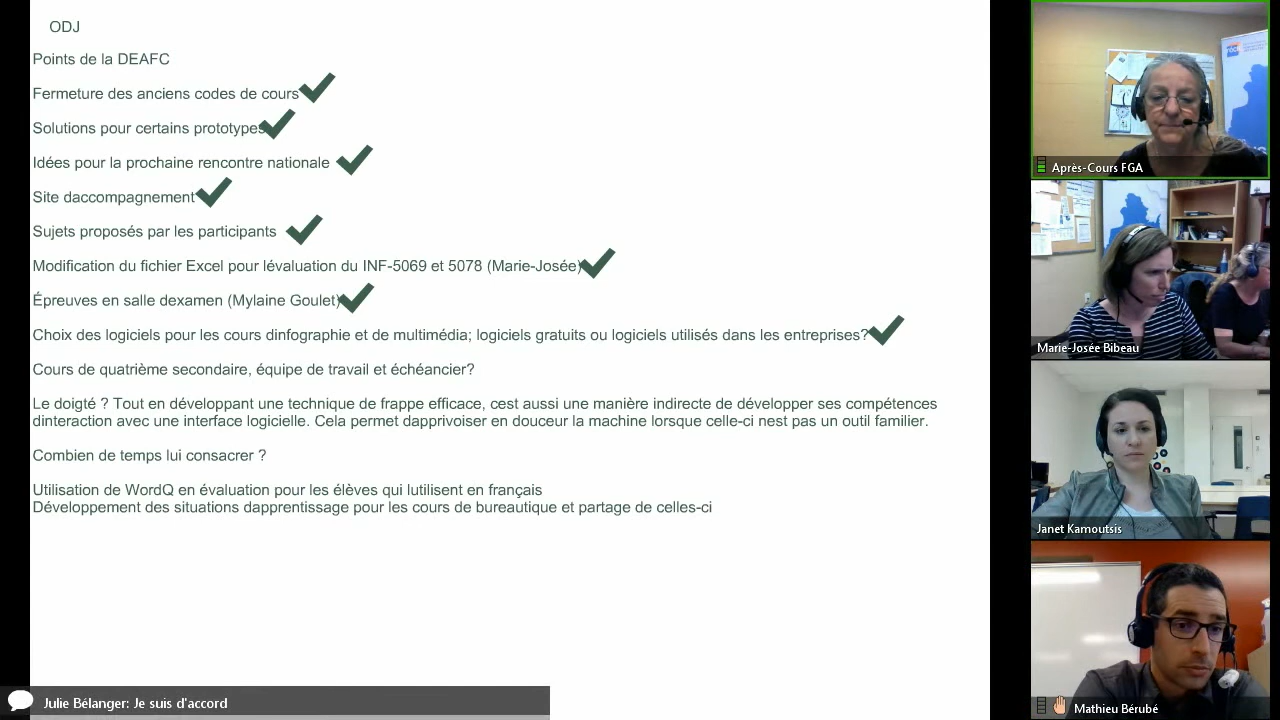 ODJ
Points de la DEAFC
Fermeture des anciens codes de cours
Solutions pour certains prototypes
Idées pour la prochaine rencontre nationale
Site daccompagnement
Sujets proposés par les participants
Modification du fichier Excel pour lévaluation du INF-5069 et 5078 (Marie-Josée)
Épreuves en salle dexamen (Mylaine Goulet)
Choix des logiciels pour les cours dinfographie et de multimédia; logiciels gratuits ou logiciels utilisés dans les entreprises?
Cours de quatrième secondaire, équipe de travail et échéancier?
Le doigté ? Tout en développant une technique de frappe efficace, cest aussi une manière indirecte de développer ses compétences
dinteraction avec une interface logicielle. Cela permet dapprivoiser en douceur la machine lorsque celle-ci nest pas un outil familier.
Combien de temps lui consacrer ?
Utilisation de WordQ en évaluation pour les élèves qui lutilisent en français
Développement des situations dapprentissage pour les cours de bureautique et partage de celles-ci
Julie Bélanger: Je suis d'accord
Après-Cours FGA
Marie-Josée Bibeau
Janet Kamoutsis
Mathieu Bérubé